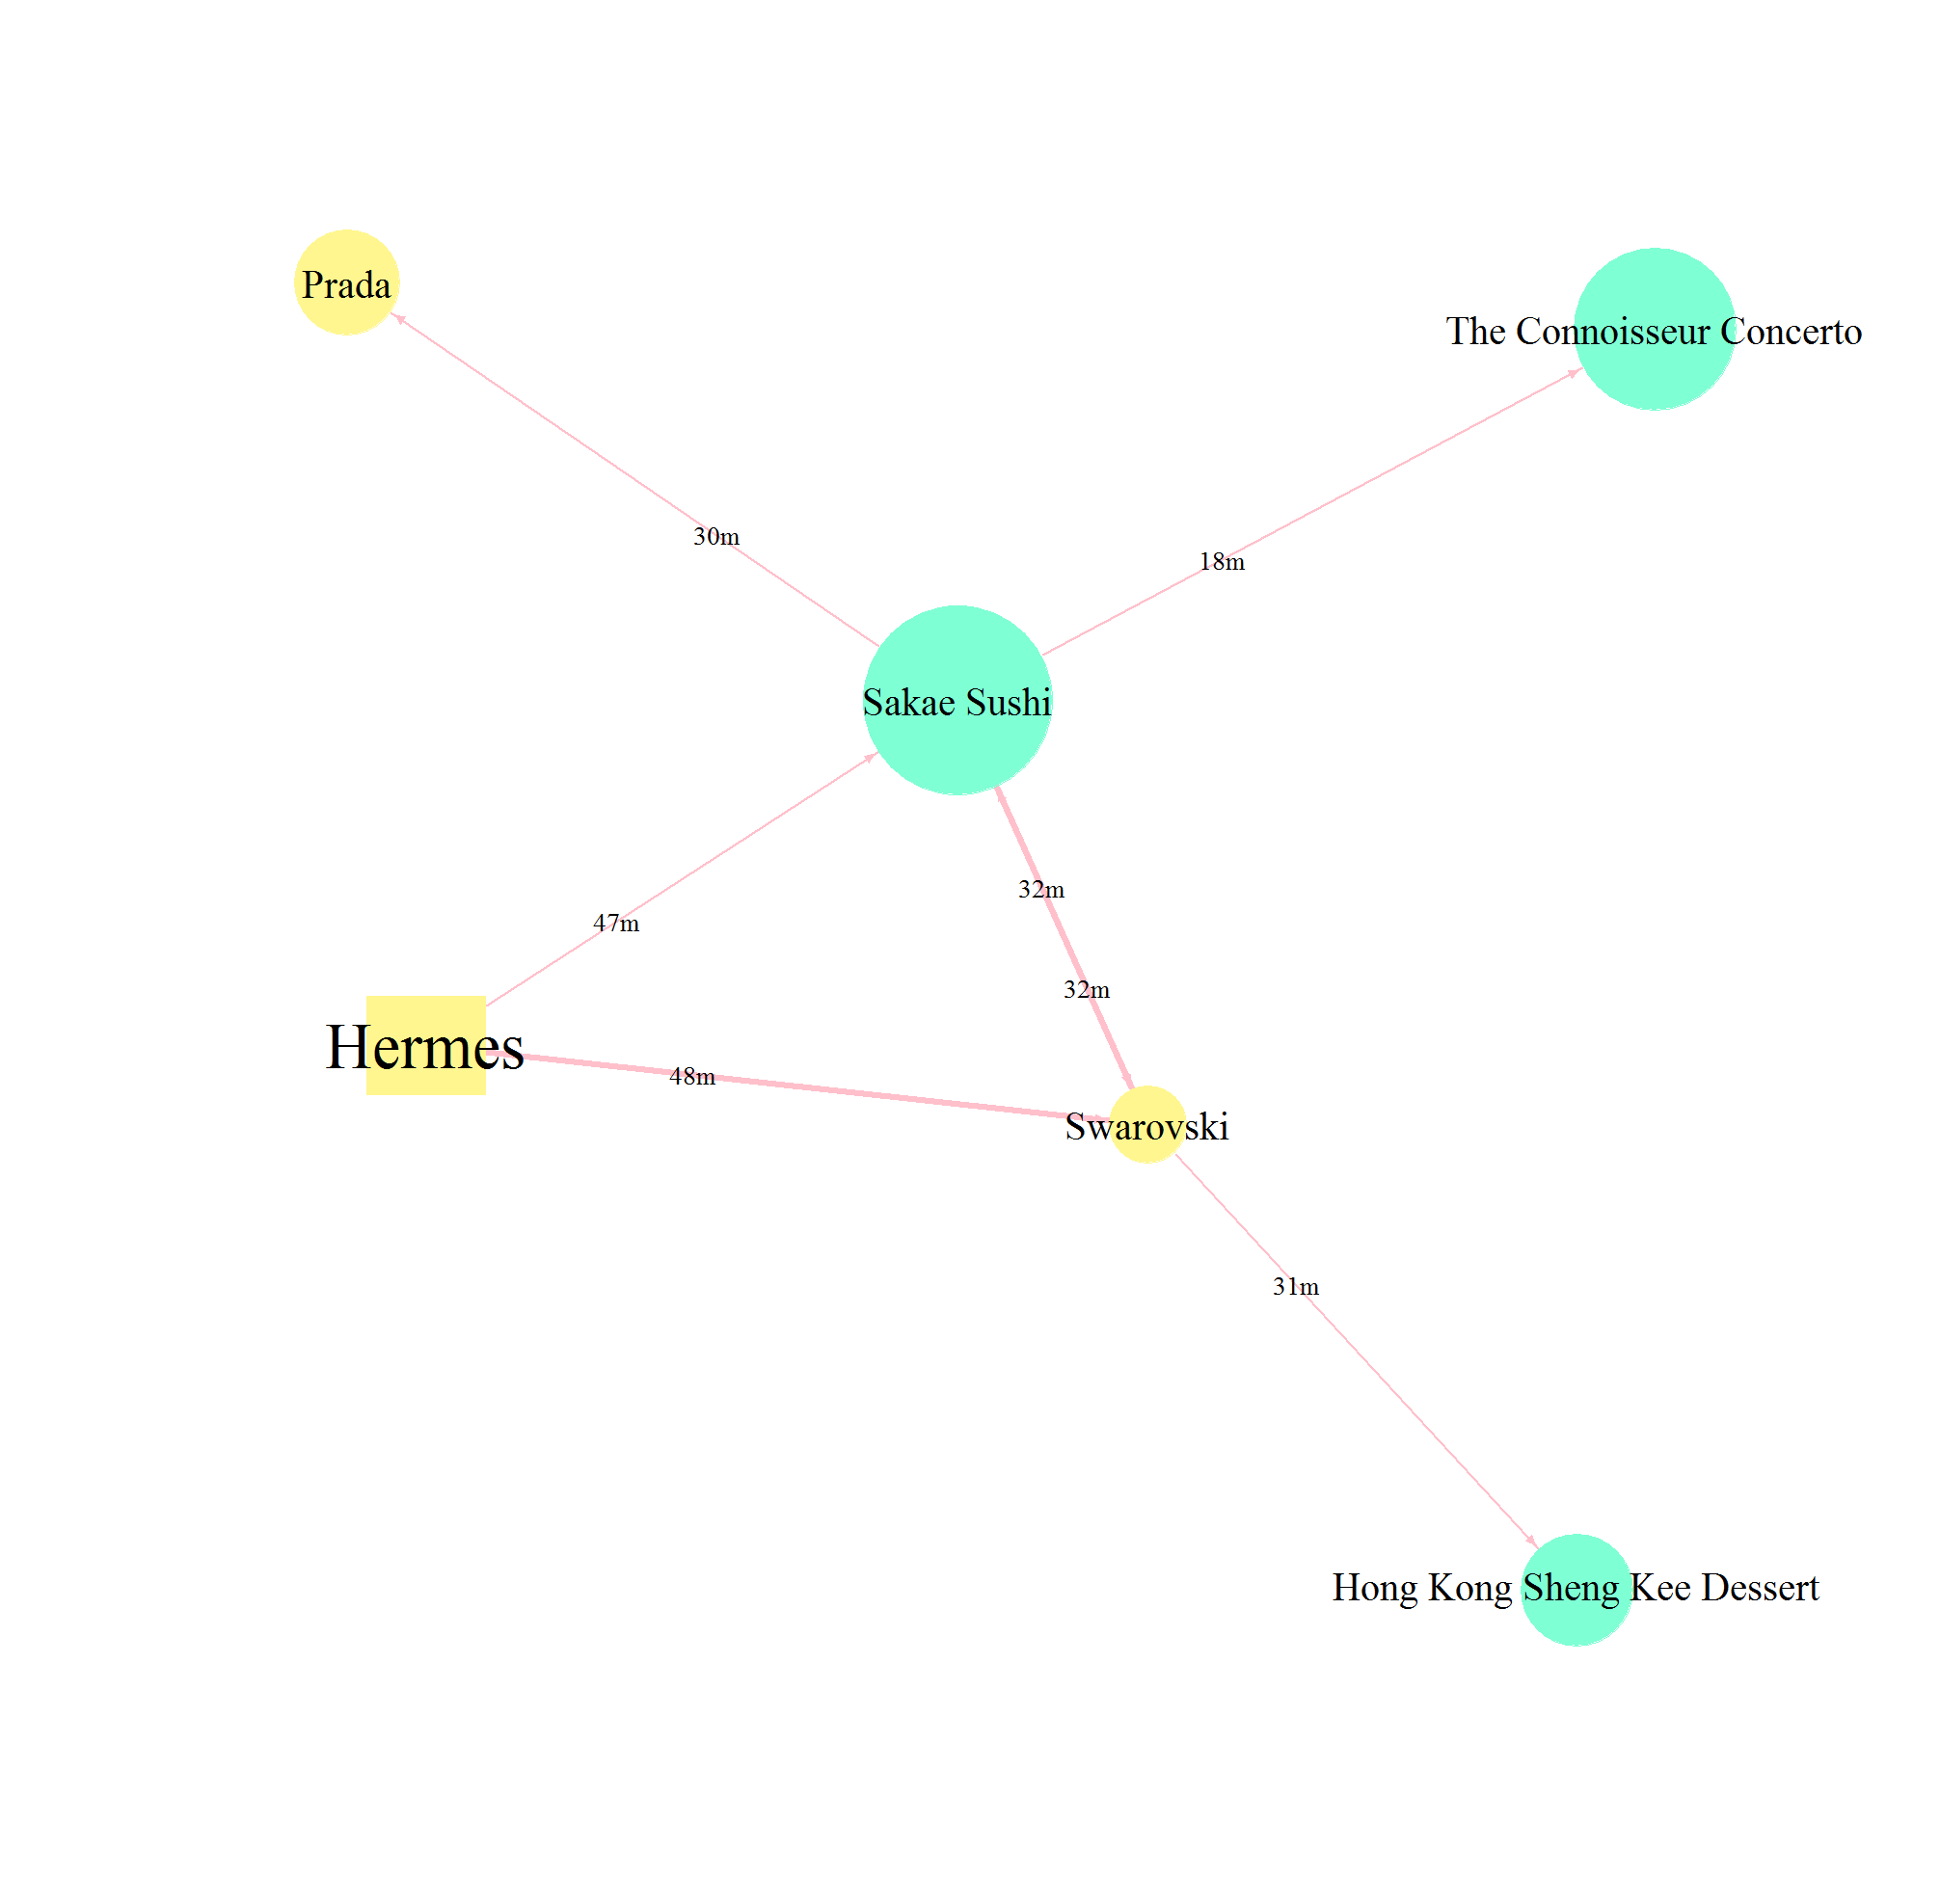 Prada
The Connoisseur Concerto
30m
18m
Sakae Sushi
32m
47m
32m
Hermes
48m
Swarovski
31m
Hong Kong Sheng Kee Dessert